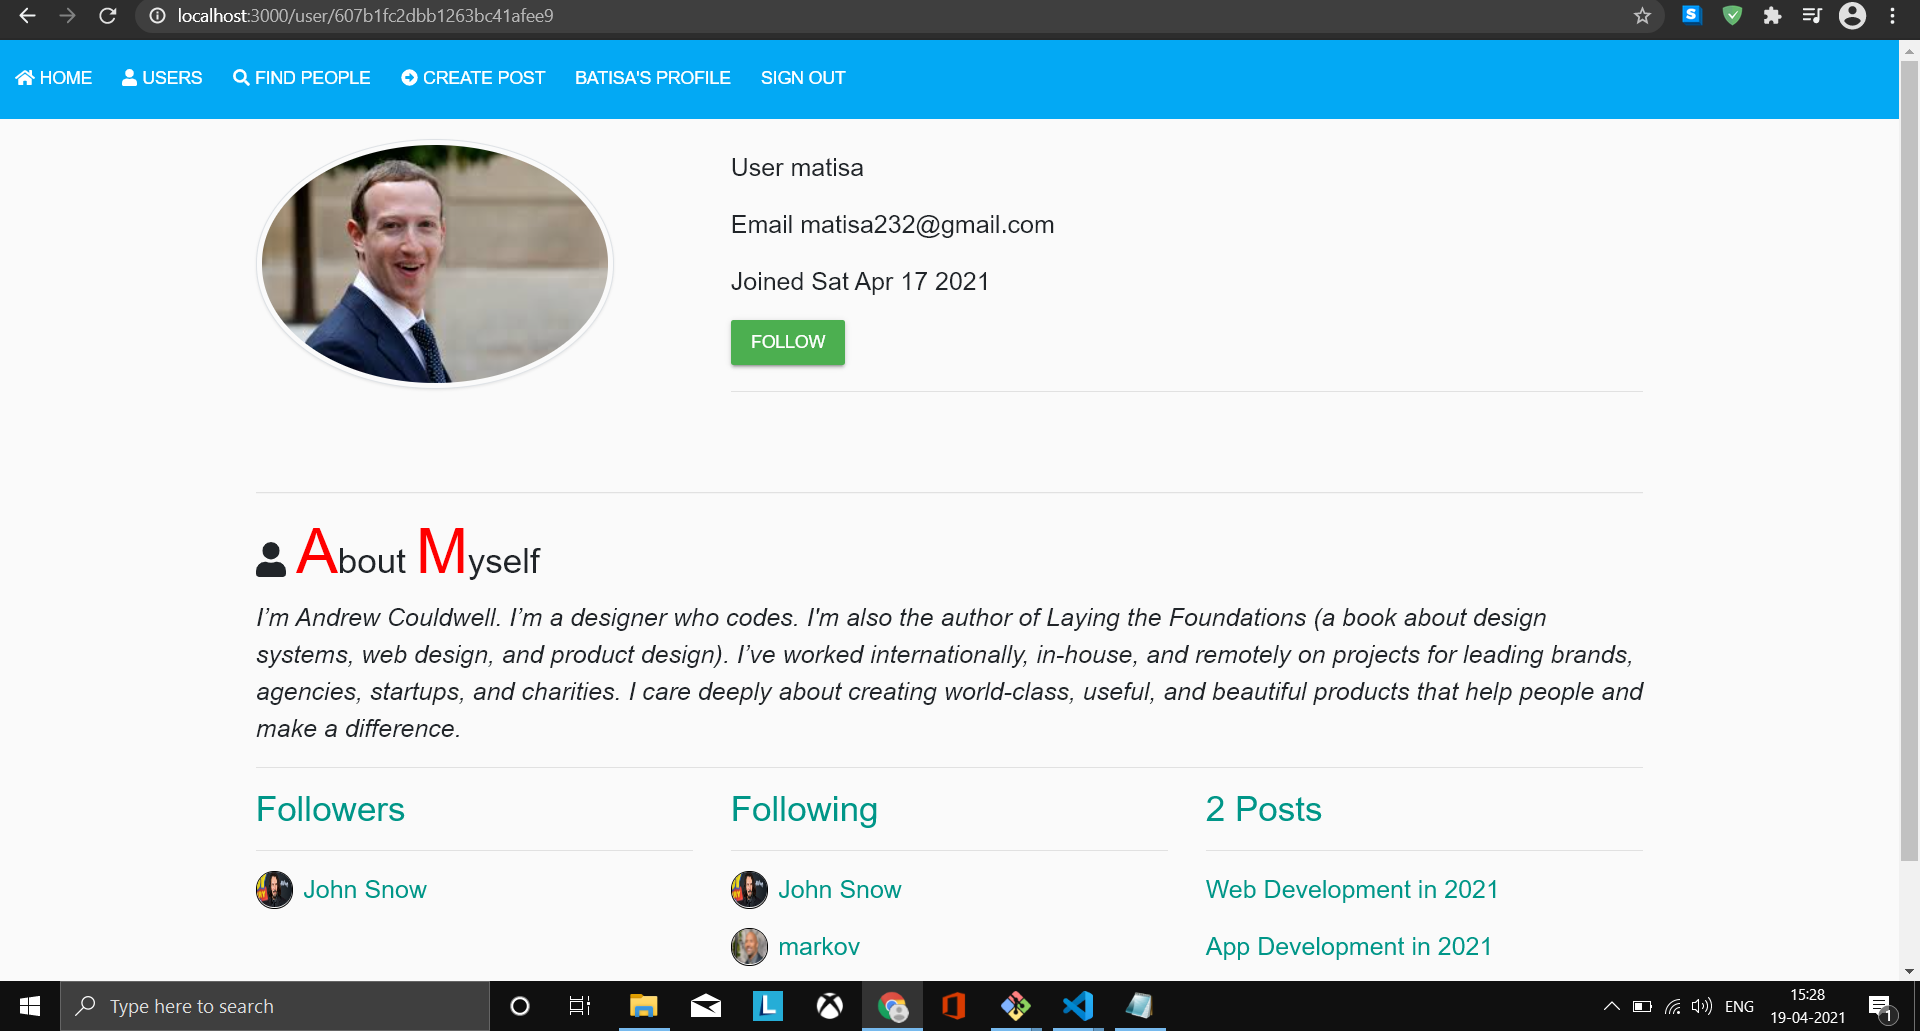 localhost:3000/user/607b1fc2dbb1263bc41afee9
S
HOME USERS FIND PEOPLE CREATE POST BATISA'S PROFILE SIGN OUT
User matisa
Email matisa232@gmail.com
Joined Sat Apr 17 2021
FOLLOW
About Myself
I’m Andrew Couldwell. I’m a designer who codes. I'm also the author of Laying the Foundations (a book about design
systems, web design, and product design). I’ve worked internationally, in-house, and remotely on projects for leading brands,
agencies, startups, and charities. I care deeply about creating world-class, useful, and beautiful products that help people and
make a difference.
Followers
John Snow
Following
John Snow
markov
2 Posts
Web Development in 2021
App Development in 2021
Type here to search
L
ENG
15:28
19-04-2021
1